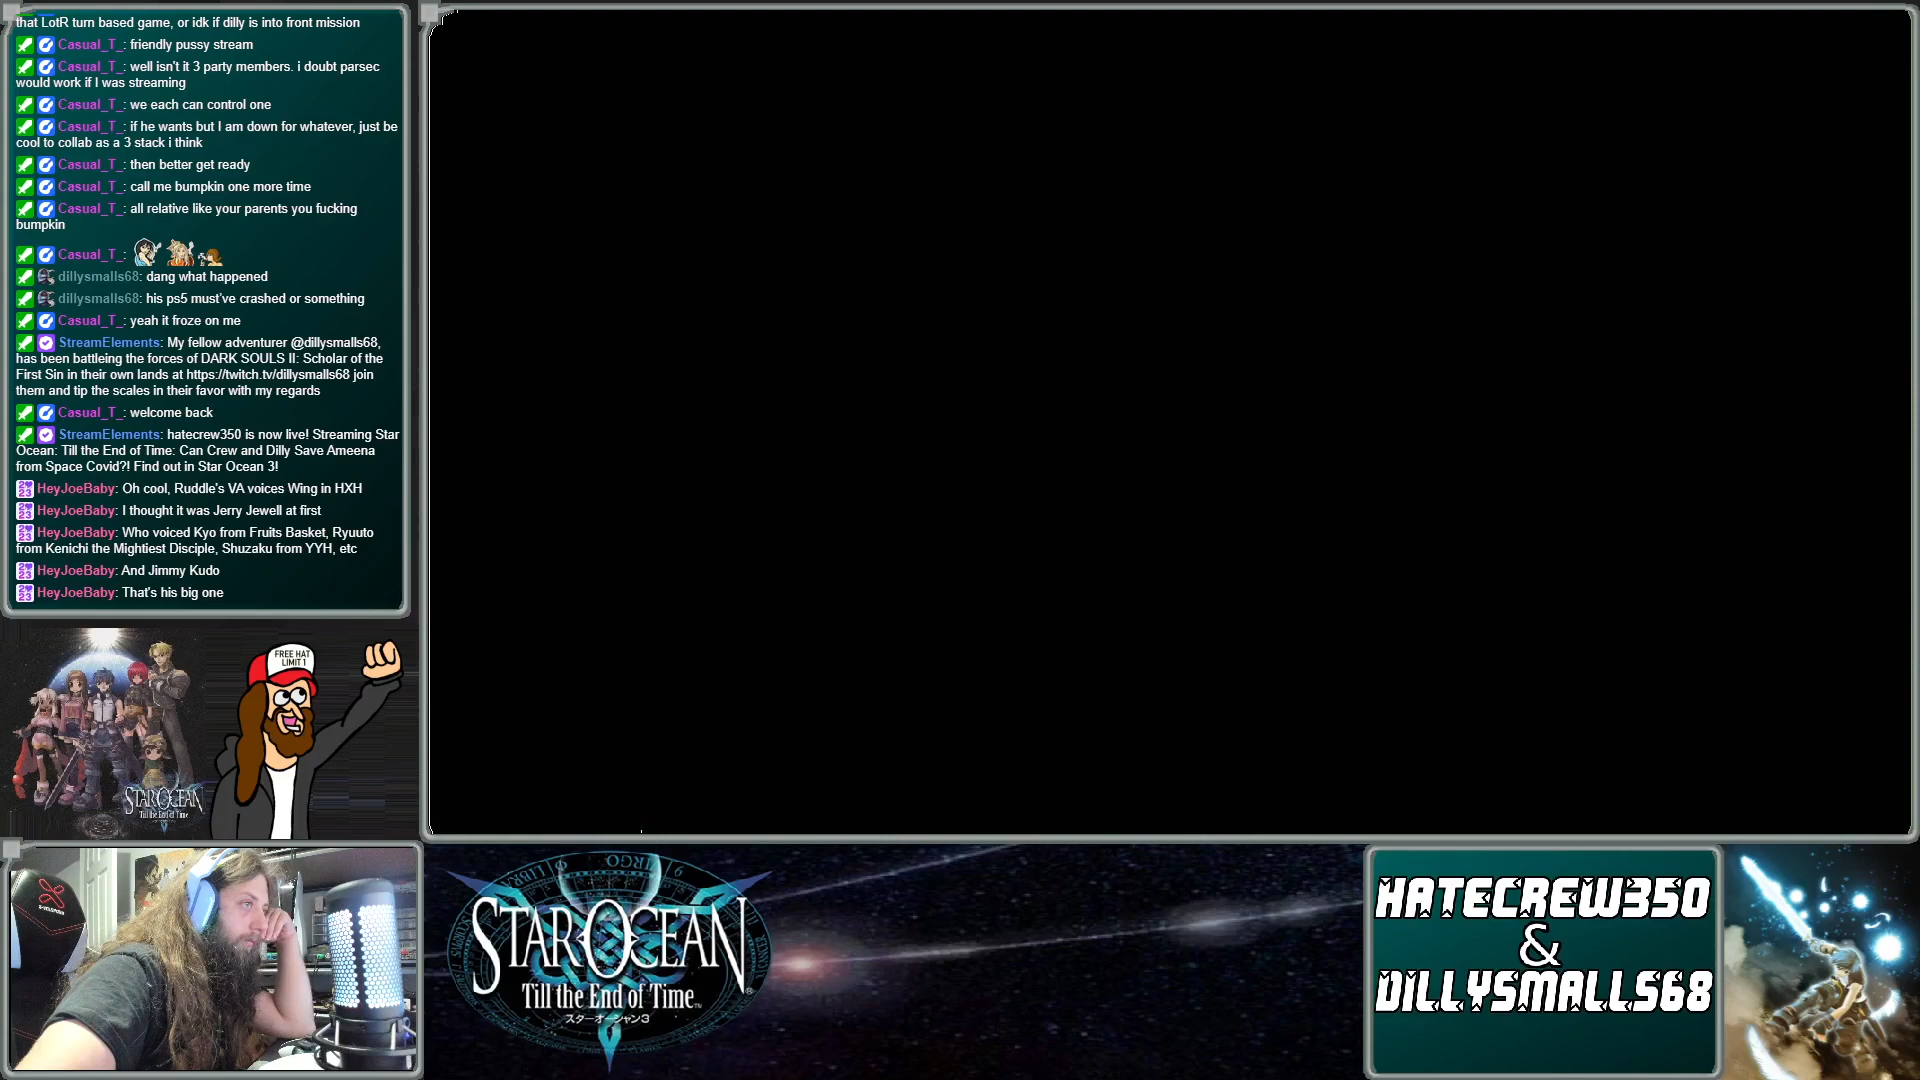 that LotR turn based game, or idk if dilly is into front mission
Casual_T_: friendly pussy stream
Casual_T_: well isn't it 3 party members. i doubt parsec
would work if I was streaming
Casual_T_: we each can control one
Casual_T_: if he wants but I am down for whatever, just be
cool to collab as a 3 stack i think
Casual_T_: then better get ready
Casual_T_: call me bumpkin one more time
Casual_T_: all relative like your parents you fucking
bumpkin
Casual_T_:
dillysmalls68: dang what happened
dillysmalls68: his ps5 must've crashed or something
Casual_T_: yeah it froze on me
StreamElements: My fellow adventurer @dillysmalls68,
has been battleing the forces of DARK SOULS II: Scholar of the
First Sin in their own lands at https://twitch.tv/dillysmalls68 join
them and tip the scales in their favor with my regards
Casual_T_: welcome back
StreamElements: hatecrew350 is now live! Streaming Star
Ocean: Till the End of Time: Can Crew and Dilly Save Ameena
from Space Covid?! Find out in Star Ocean 3!
HeyJoeBaby: Oh cool, Ruddle's VA voices Wing in HXH
HeyJoeBaby: I thought it was Jerry Jewell at first
HeyJoeBaby: Who voiced Kyo from Fruits Basket, Ryuuto
from Kenichi the Mightiest Disciple, Shuzaku from YYH, etc
HeyJoeBaby: And Jimmy Kudo
HeyJoeBaby: That's his big one
FREE HAT
LIMIT 1
STAR OCEAN
Till the End of Time
VIRGO
LIBRA
STAR OCEAN
Till the End of Time
スターオーシャン3
HATECREW350
&
DILLYSMALLS68